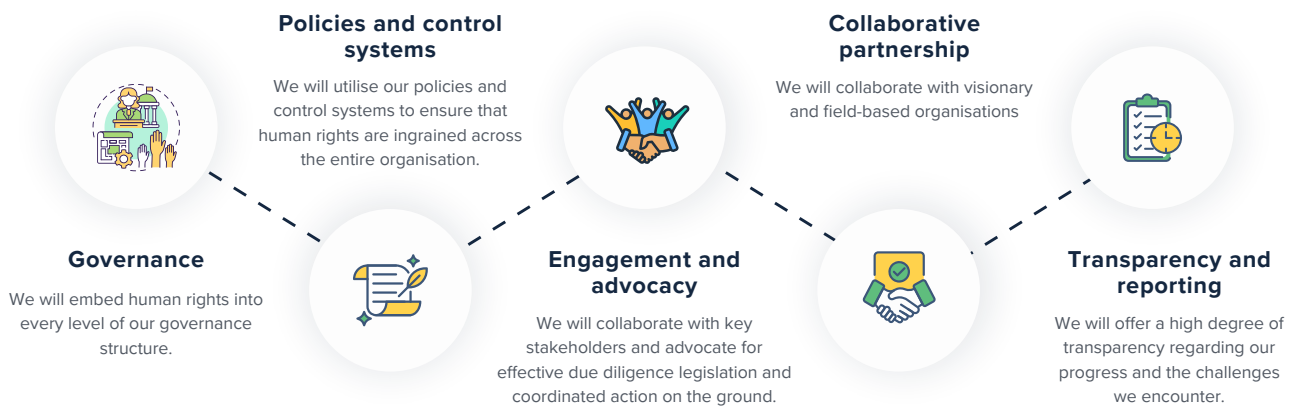 Governance
We will embed human rights into
every level of our governance
structure.
Policies and control
systems
We will utilise our policies and
control systems to ensure that
human rights are ingrained across
the entire organisation.
Engagement and
advocacy
We will collaborate with key
stakeholders and advocate for
effective due diligence legislation and
coordinated action on the ground.
Collaborative
partnership
We will collaborate with visionary
and field-based organisations
Transparency and
reporting
We will offer a high degree of
transparency regarding our
progress and the challenges
we encounter.